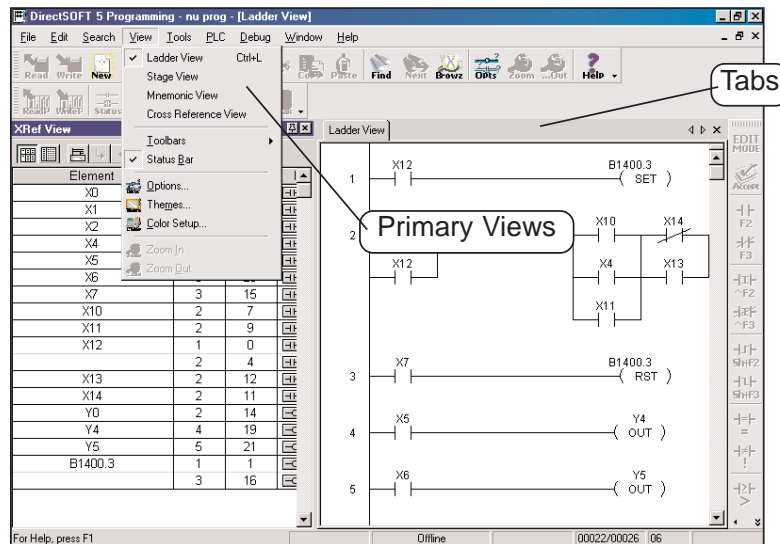 DirectSOFT 5 Programming - nu prog - [Ladder View]
File Edit Search View Tools PLC Debug Window Help
Read Write New Copy Paste Find Next Browz Opts Zoom ...Out Help
ReadP WriteP Status
Ladder View Ctrl+L
Stage View
Mnemonic View
Cross Reference View
Toolbars
Status Bar
Options...
Themes...
Color Setup...
Zoom In
Zoom Out
Tabs
Primary Views
XRef View
Element
X0
X1
X2
X4
X5
X6
X7 3 15
X10 2 7
X11 2 9
X12 1 0
2 4
X13 2 12
X14 2 11
Y0 2 14
Y4 4 19
Y5 5 21
B1400.3 1 1
3 16
Ladder View
X12 B1400.3
1 ( SET )
X10 X14
2
X12 X4 X13
X11
X7 B1400.3
3 ( RST )
X5 Y4
4 ( OUT )
X6 Y5
5 ( OUT )
EDIT
MODE
Accept
F2
F3
^F2
^F3
ShfF2
ShfF3
=
!
>
For Help, press F1 Offline 00022/00026 06